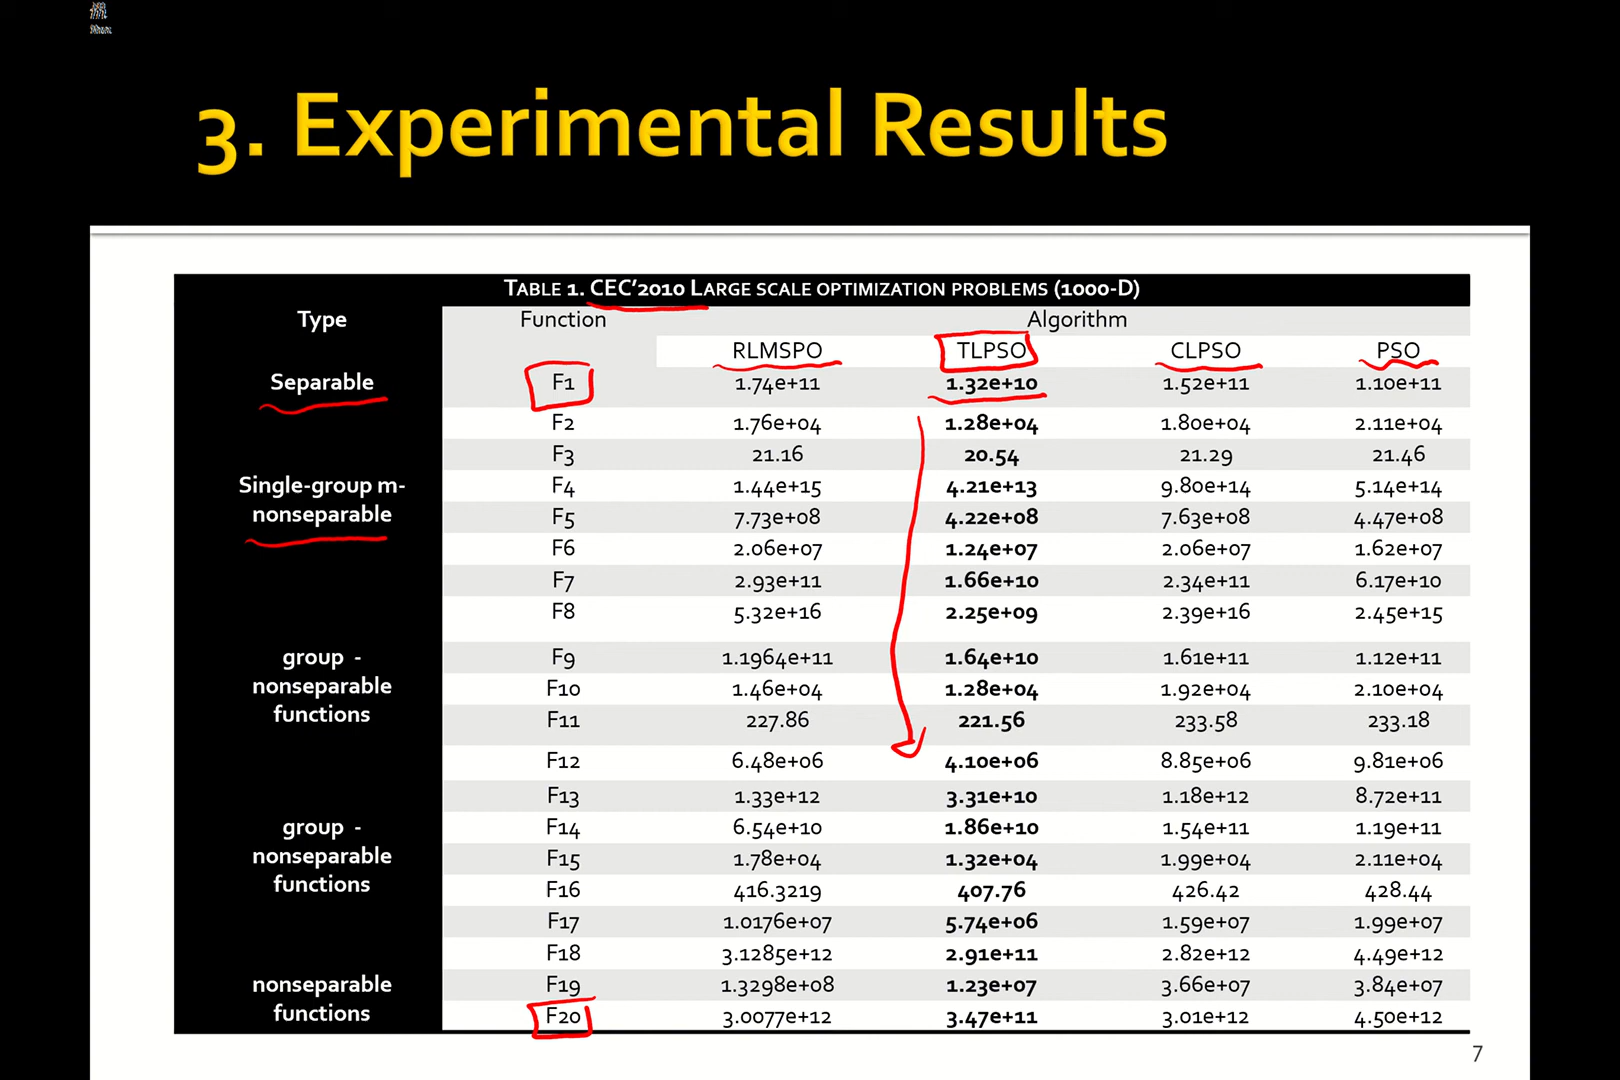 3. Experimental Results
TABLE 1. CEC'2010 LARGE SCALE OPTIMIZATION PROBLEMS (1000-D)
Type Function Algorithm
RLMSPO TLPSO CLPSO PSO
Separable F1 1.74e+11 1.32e+10 1.52e+11 1.10e+11
F2 1.76e+04 1.28e+04 1.80e+04 2.11e+04
F3 21.16 20.54 21.29 21.46
Single-group m- F4 1.44e+15 4.21e+13 9.80e+14 5.14e+14
nonseparable F5 7.73e+08 4.22e+08 7.63e+08 4.47e+08
F6 2.06e+07 1.24e+07 2.06e+07 1.62e+07
F7 2.93e+11 1.66e+10 2.34e+11 6.17e+10
F8 5.32e+16 2.25e+09 2.39e+16 2.45e+15
group - F9 1.1964e+11 1.64e+10 1.61e+11 1.12e+11
nonseparable F10 1.46e+04 1.28e+04 1.92e+04 2.10e+04
functions F11 227.86 221.56 233.58 233.18
F12 6.48e+06 4.10e+06 8.85e+06 9.81e+06
F13 1.33e+12 3.31e+10 1.18e+12 8.72e+11
group - F14 6.54e+10 1.86e+10 1.54e+11 1.19e+11
nonseparable F15 1.78e+04 1.32e+04 1.99e+04 2.11e+04
functions F16 416.3219 407.76 426.42 428.44
F17 1.0176e+07 5.74e+06 1.59e+07 1.99e+07
F18 3.1285e+12 2.91e+11 2.82e+12 4.49e+12
nonseparable F19 1.3298e+08 1.23e+07 3.66e+07 3.84e+07
functions F20 3.0077e+12 3.47e+11 3.01e+12 4.50e+12
7